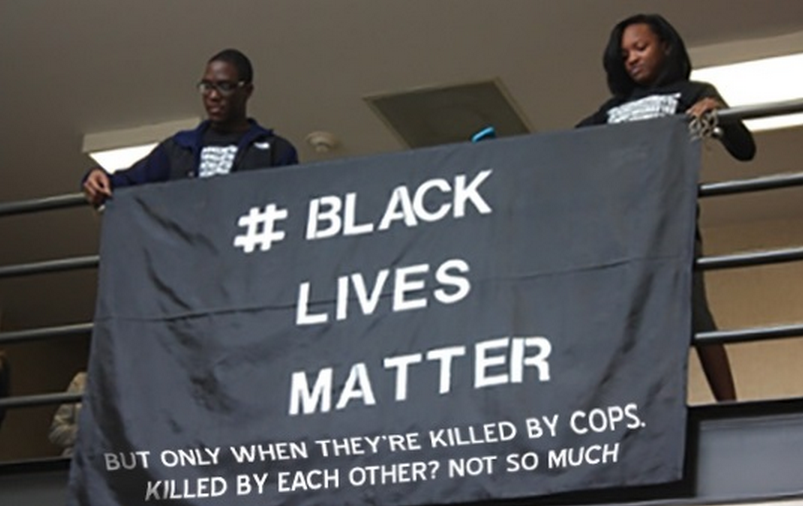 # BLACK
LIVES
MATTER
BUT ONLY WHEN THEY'RE KILLED BY COPS.
KILLED BY EACH OTHER? NOT SO MUCH